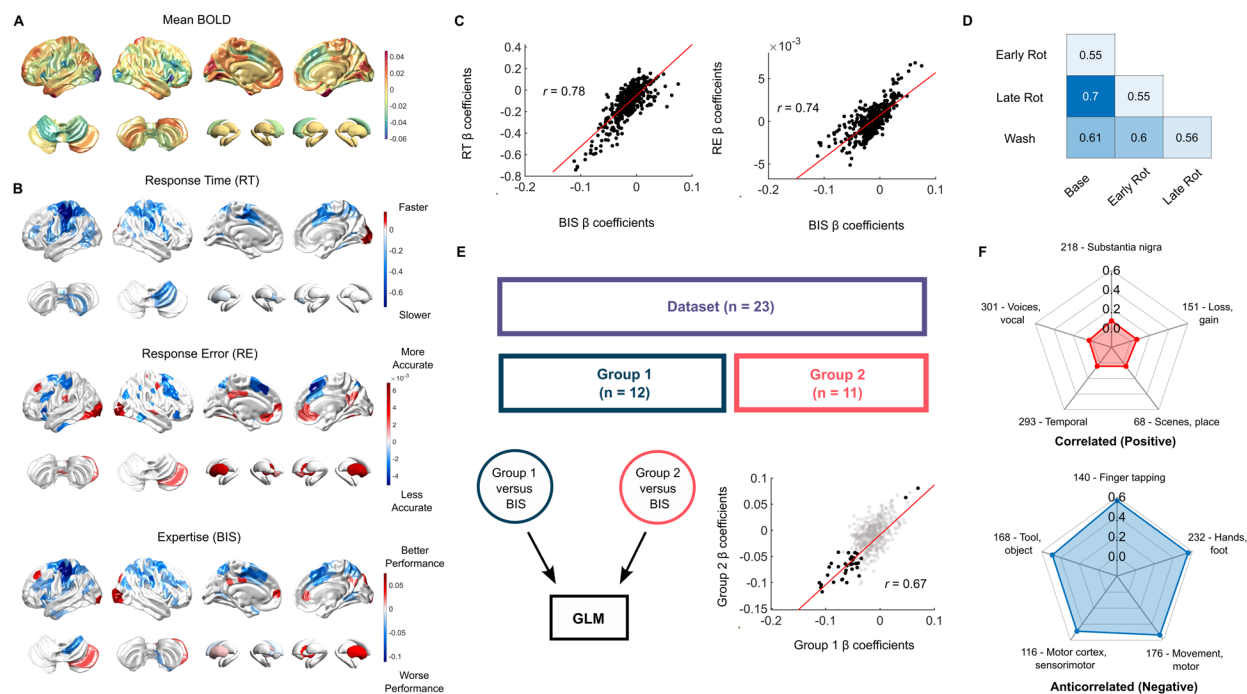 A
Mean BOLD
0.04
0.02
0
-0.02
-0.04
-0.06
B
Response Time (RT)
Faster
0
-0.2
-0.4
-0.6
Slower
Response Error (RE)
More
Accurate
× 10⁻³
6
4
2
0
-2
-4
Less
Accurate
Expertise (BIS)
Better
Performance
0.05
0
-0.05
-0.1
Worse Performance
C
0.4
0.2
0
-0.2
-0.4
-0.6
-0.8
RT β coefficients
r = 0.78
-0.2
-0.1
0
0.1
BIS β coefficients
× 10⁻³
5
0
-5
RE β coefficients
r = 0.74
-0.2
-0.1
0
0.1
BIS β coefficients
D
Early Rot
0.55
Late Rot
0.7
0.55
Wash
0.61
0.6
0.56
Base
Early Rot
Late Rot
E
Dataset (n = 23)
Group 1
(n = 12)
Group 2
(n = 11)
Group 1
versus
BIS
Group 2
versus
BIS
GLM
0.1
0.05
0
-0.05
-0.1
-0.15
Group 2 β coefficients
r = 0.67
-0.2
-0.1
0
0.1
Group 1 β coefficients
F
218 - Substantia nigra
0.6
0.4
0.2
0.0
301 - Voices,
vocal
151 - Loss,
gain
293 - Temporal
68 - Scenes, place
Correlated (Positive)
140 - Finger tapping
0.6
0.4
0.2
0.0
168 - Tool,
object
232 - Hands,
foot
116 - Motor cortex,
sensorimotor
176 - Movement,
motor
Anticorrelated (Negative)